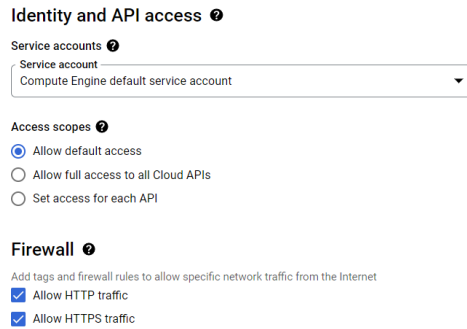 Identity and API access
Service accounts
Service account
Compute Engine default service account
Access scopes
Allow default access
Allow full access to all Cloud APIs
Set access for each API
Firewall
Add tags and firewall rules to allow specific network traffic from the Internet
Allow HTTP traffic
Allow HTTPS traffic